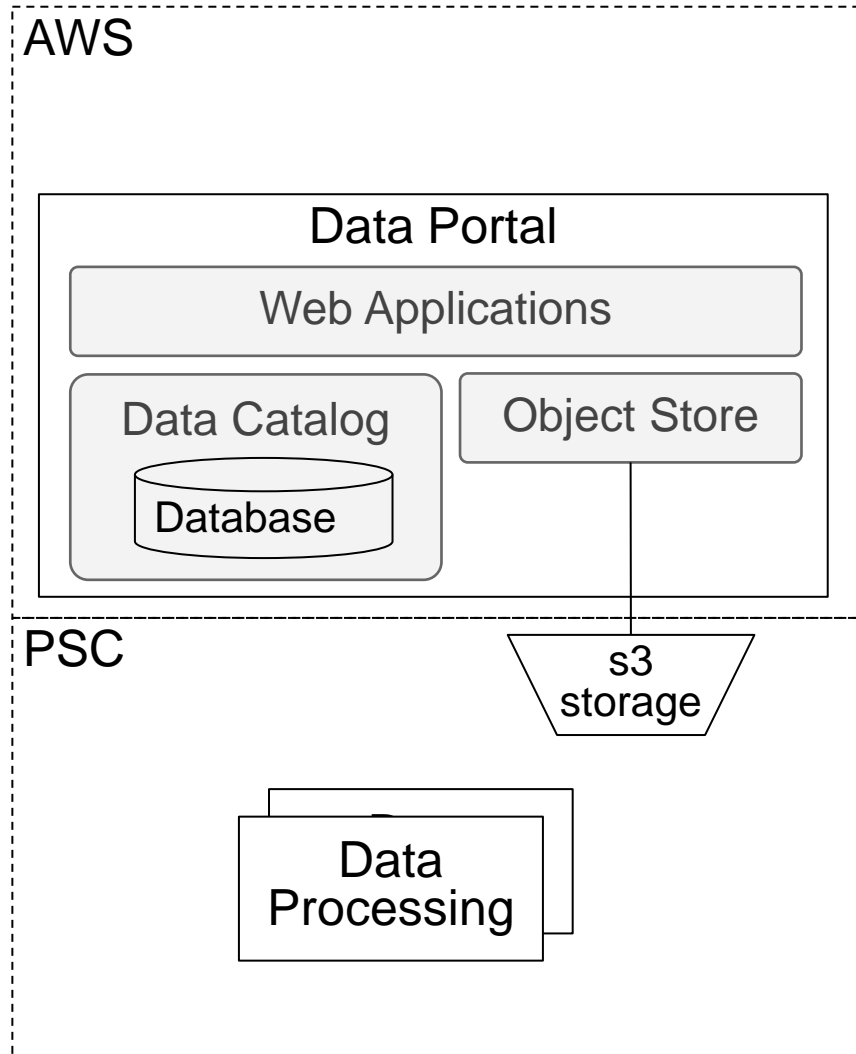 AWS
Data Portal
Web Applications
Data Catalog
Object Store
Database
PSC
s3
storage
Data
Processing